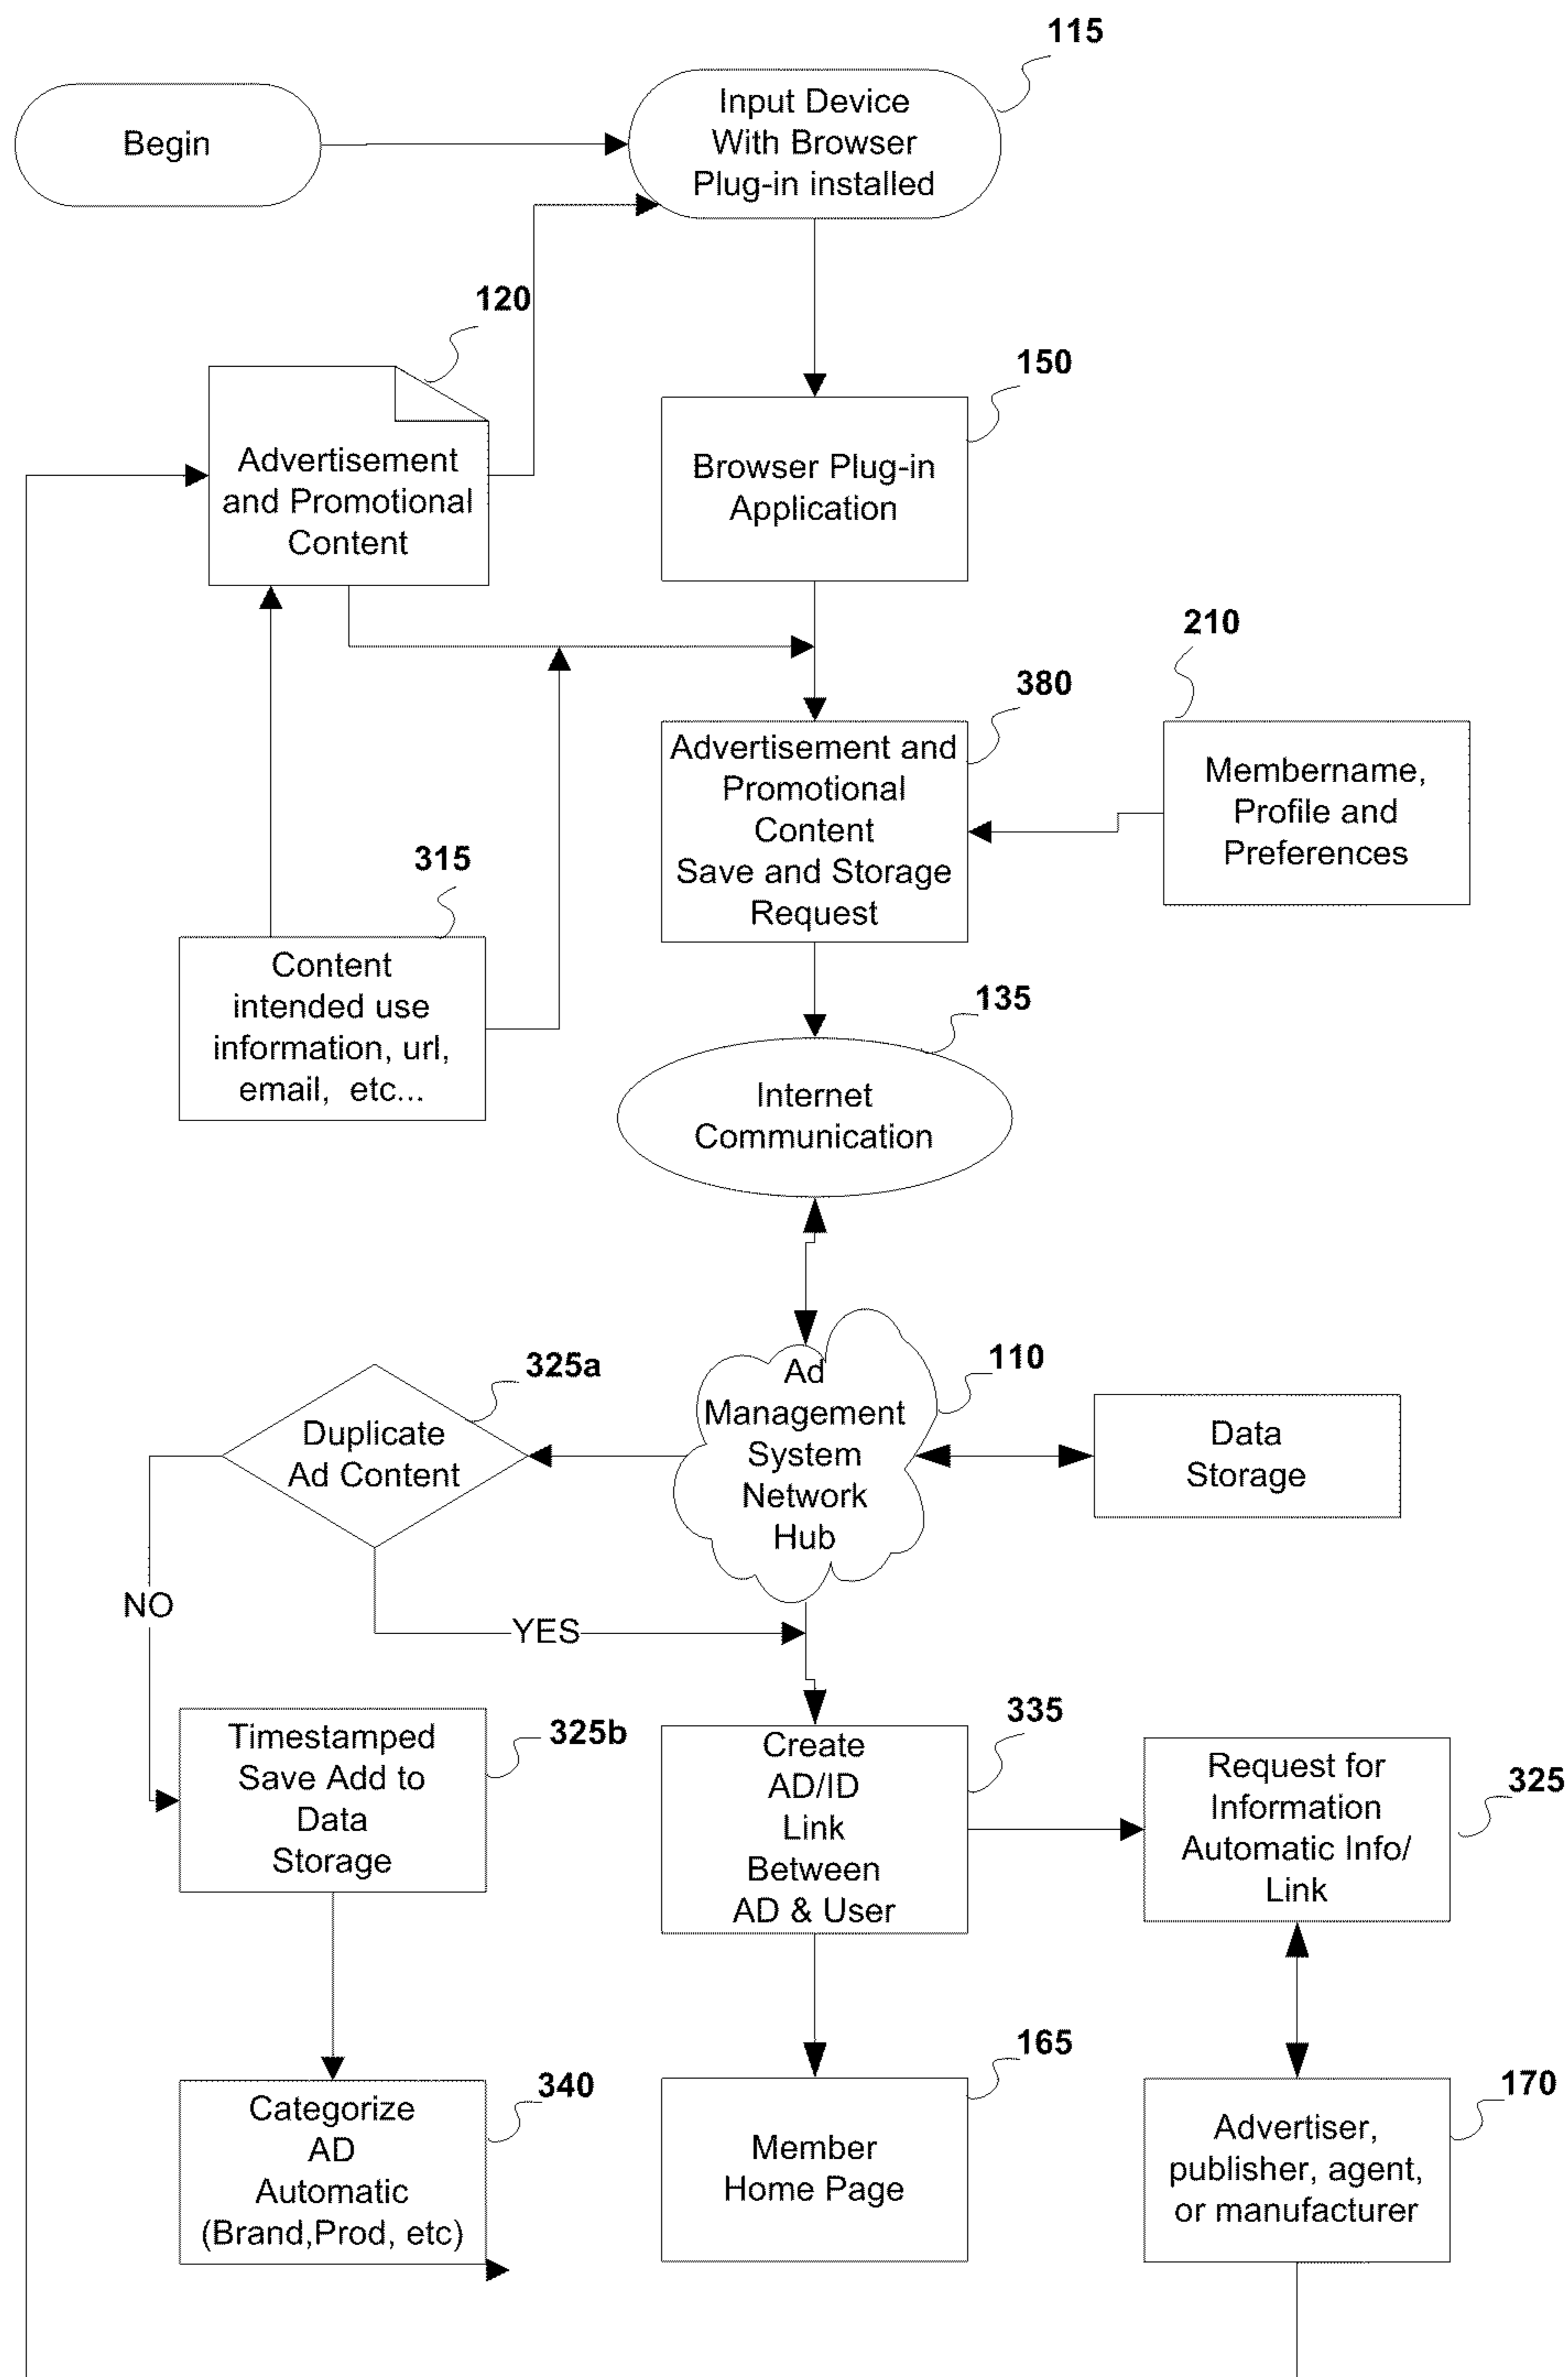 115
Begin
Input Device
With Browser
Plug-in installed
120
150
Advertisement
and Promotional
Content
Browser Plug-in
Application
210
380
Advertisement and
Promotional
Content
Save and Storage
Request
Membername,
Profile and
Preferences
315
Content
intended use
information, url,
email, etc...
135
Internet
Communication
325a
110
Duplicate
Ad Content
Ad
Management
System
Network
Hub
Data
Storage
NO
YES
325b
Timestamped
Save Add to
Data
Storage
335
Create
AD/ID
Link
Between
AD & User
325
Request for
Information
Automatic Info/
Link
340
Categorize
AD
Automatic
(Brand,Prod, etc)
165
Member
Home Page
170
Advertiser,
publisher, agent,
or manufacturer